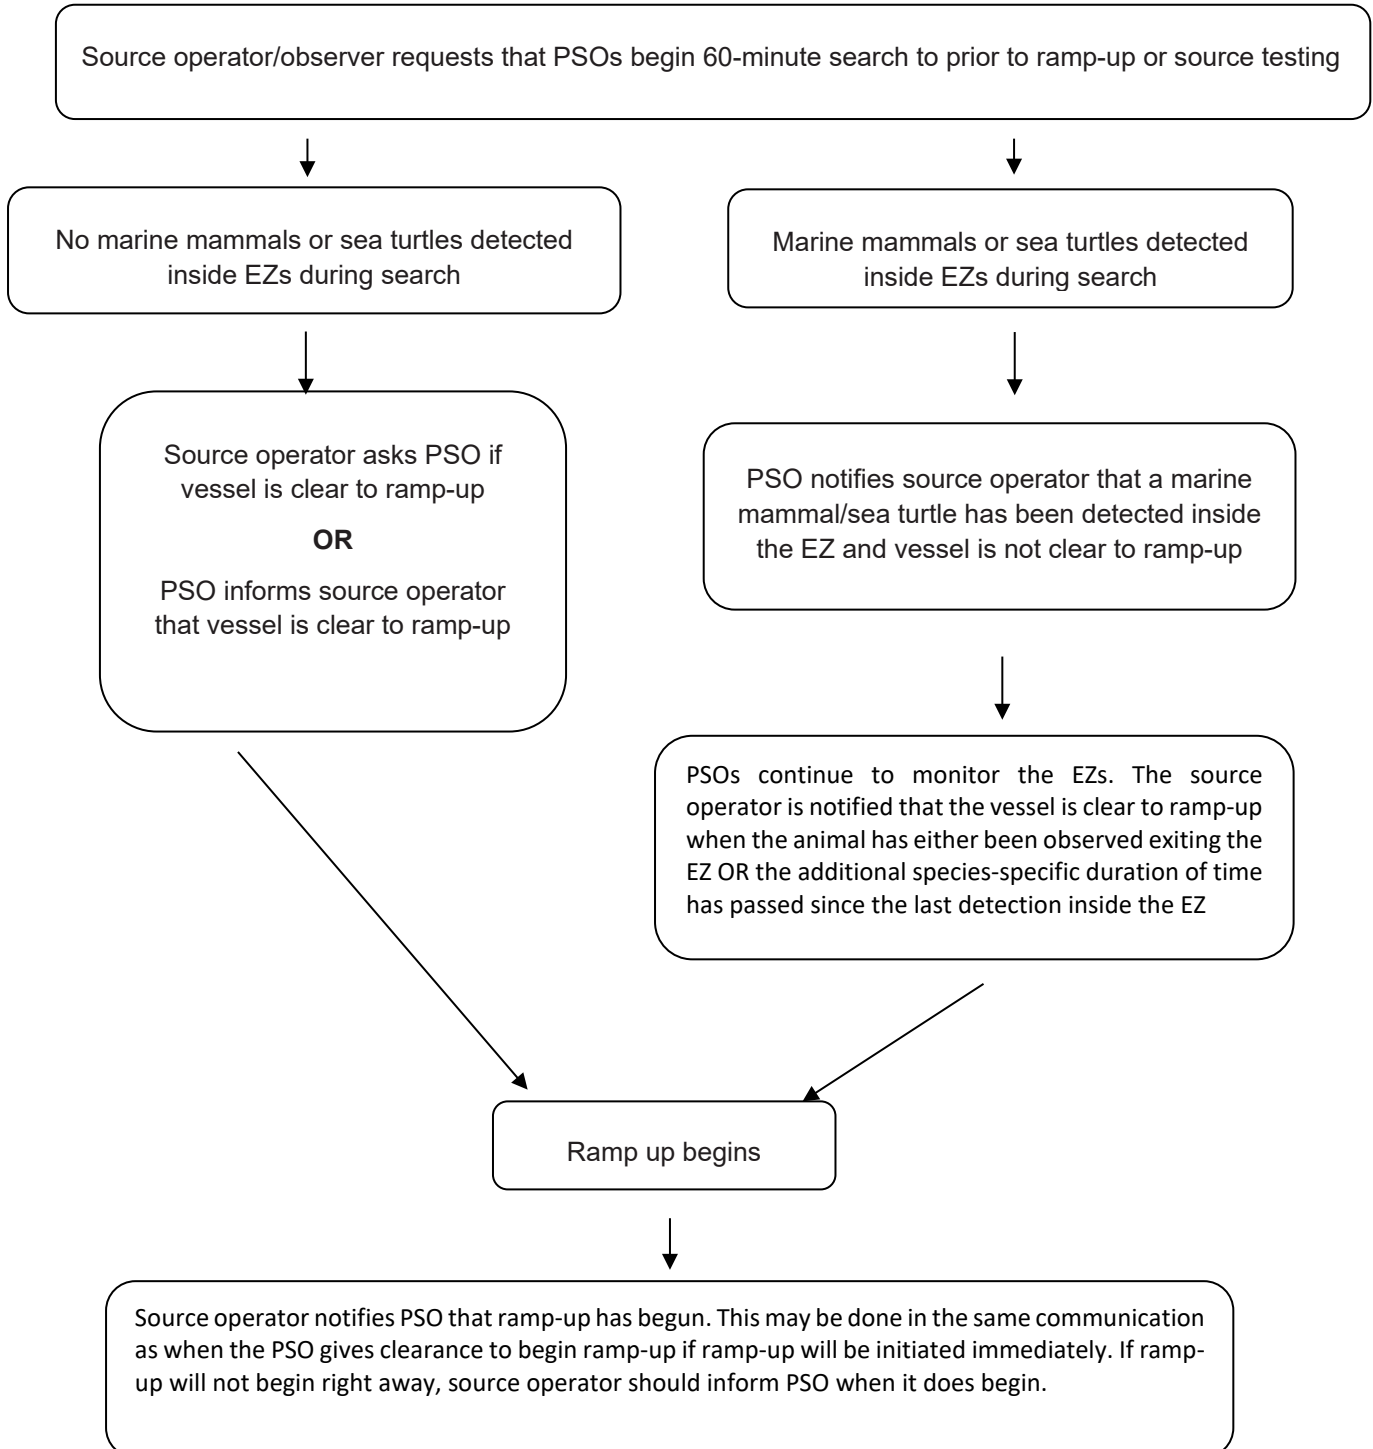 Source operator/observer requests that PSOs begin 60-minute search to prior to ramp-up or source testing
No marine mammals or sea turtles detected
inside EZs during search
Marine mammals or sea turtles detected
inside EZs during search
Source operator asks PSO if
vessel is clear to ramp-up
OR
PSO informs source operator
that vessel is clear to ramp-up
PSO notifies source operator that a marine
mammal/sea turtle has been detected inside
the EZ and vessel is not clear to ramp-up
PSOs continue to monitor the EZs. The source
operator is notified that the vessel is clear to ramp-up
when the animal has either been observed exiting the
EZ OR the additional species-specific duration of time
has passed since the last detection inside the EZ
Ramp up begins
Source operator notifies PSO that ramp-up has begun. This may be done in the same communication
as when the PSO gives clearance to begin ramp-up if ramp-up will be initiated immediately. If ramp-
up will not begin right away, source operator should inform PSO when it does begin.